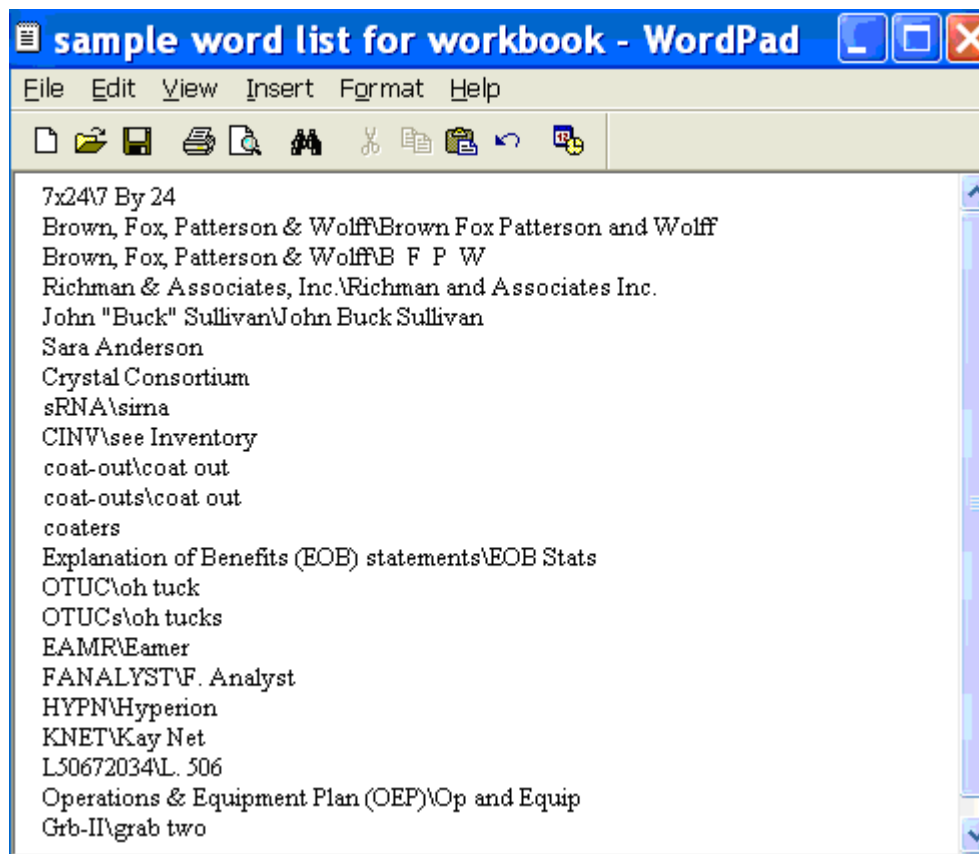 sample word list for workbook - WordPad
File Edit View Insert Format Help
7x24\7 By 24
Brown, Fox, Patterson & Wolff\Brown Fox Patterson and Wolff
Brown, Fox, Patterson & Wolff\B F P W
Richman & Associates, Inc.\Richman and Associates Inc.
John "Buck" Sullivan\John Buck Sullivan
Sara Anderson
Crystal Consortium
sRNA\sirna
CINV\see Inventory
coat-out\coat out
coat-outs\coat out
coaters
Explanation of Benefits (EOB) statements\EOB Stats
OTUC\oh tuck
OTUCs\oh tucks
EAMR\Eamer
FANALYST\F. Analyst
HYPN\Hyperion
KNET\Kay Net
L50672034\L. 506
Operations & Equipment Plan (OEP)\Op and Equip
Grb-II\grab two